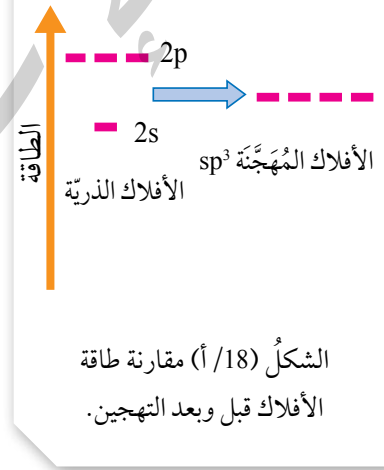 2p
2s
الطاقة
الأفلاك الذريّة
الأفلاك المُهَجَّنَة sp³
الشكلُ (18/ أ) مقارنة طاقة
الأفلاك قبل وبعد التهجين.